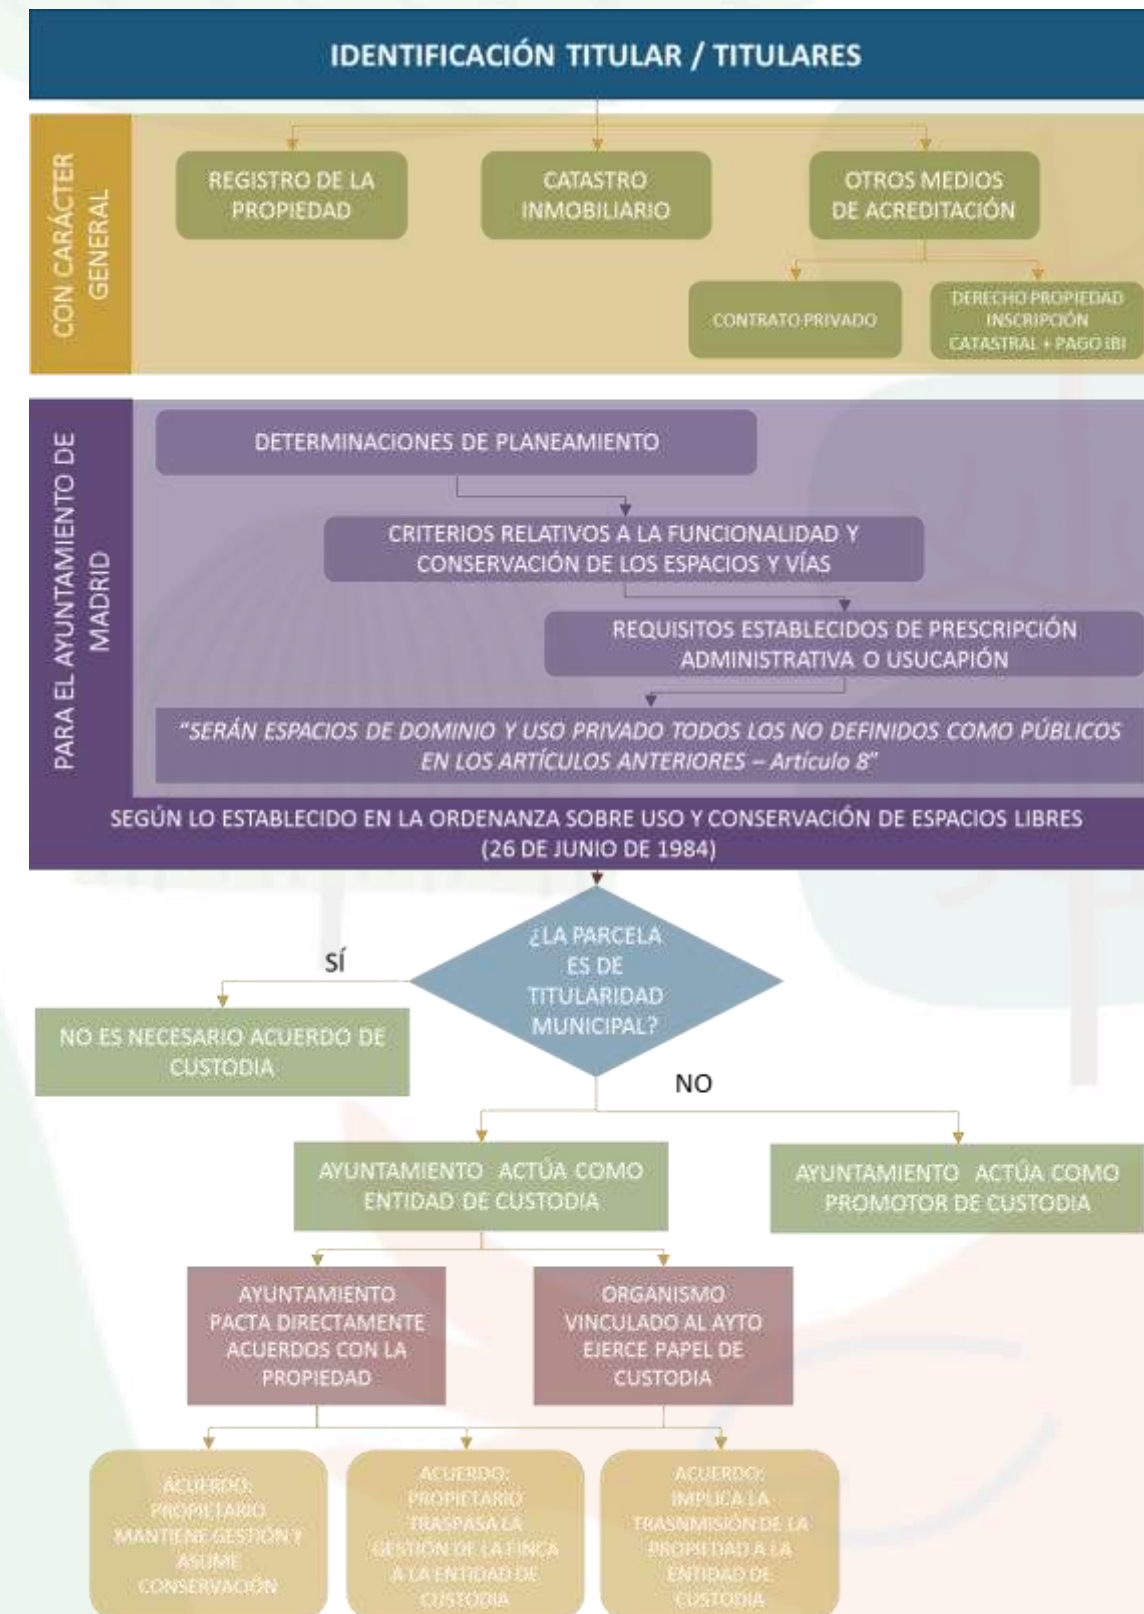 IDENTIFICACIÓN TITULAR / TITULARES
CON CARÁCTER
GENERAL
REGISTRO DE LA
PROPIEDAD
CATASTRO
INMOBILIARIO
OTROS MEDIOS
DE ACREDITACIÓN
CONTRATO PRIVADO
DERECHO PROPIEDAD
INSCRIPCIÓN
CATASTRAL + PAGO IBI
PARA EL AYUNTAMIENTO DE
MADRID
DETERMINACIONES DE PLANEAMIENTO
CRITERIOS RELATIVOS A LA FUNCIONALIDAD Y
CONSERVACIÓN DE LOS ESPACIOS Y VÍAS
REQUISITOS ESTABLECIDOS DE PRESCRIPCIÓN
ADMINISTRATIVA O USUCAPIÓN
"SERÁN ESPACIOS DE DOMINIO Y USO PRIVADO TODOS LOS NO DEFINIDOS COMO PÚBLICOS
EN LOS ARTÍCULOS ANTERIORES – Artículo 8"
SEGÚN LO ESTABLECIDO EN LA ORDENANZA SOBRE USO Y CONSERVACIÓN DE ESPACIOS LIBRES
(26 DE JUNIO DE 1984)
¿LA PARCELA
ES DE
TITULARIDAD
MUNICIPAL?
SÍ
NO ES NECESARIO ACUERDO DE
CUSTODIA
NO
AYUNTAMIENTO ACTÚA COMO
ENTIDAD DE CUSTODIA
AYUNTAMIENTO ACTÚA COMO
PROMOTOR DE CUSTODIA
AYUNTAMIENTO
PACTA DIRECTAMENTE
ACUERDOS CON LA
PROPIEDAD
ORGANISMO
VINCULADO AL AYTO
EJERCE PAPEL DE
CUSTODIA
ACUERDO:
PROPIETARIO
MANTIENE GESTIÓN Y
ASUME
CONSERVACIÓN
ACUERDO:
PROPIETARIO
TRASPASA LA
GESTIÓN DE LA FINCA
A LA ENTIDAD DE
CUSTODIA
ACUERDO:
IMPLICA LA
TRASNMISIÓN DE LA
PROPIEDAD A LA
ENTIDAD DE
CUSTODIA